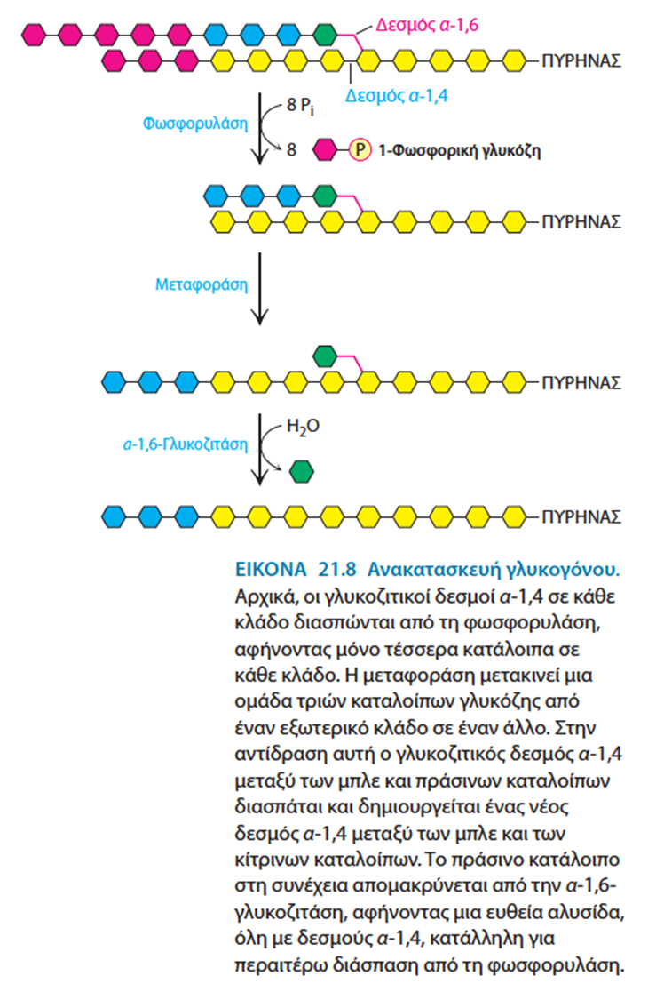 Δεσμός α-1,6
ΠΥΡΗΝΑΣ
Δεσμός α-1,4
Φωσφορυλάση
8 Pi
8
P
1-Φωσφορική γλυκόζη
ΠΥΡΗΝΑΣ
Μεταφοράση
ΠΥΡΗΝΑΣ
α-1,6-Γλυκοζιτάση
H2O
ΠΥΡΗΝΑΣ
ΕΙΚΟΝΑ 21.8 Ανακατασκευή γλυκογόνου.
Αρχικά, οι γλυκοζιτικοί δεσμοί α-1,4 σε κάθε
κλάδο διασπώνται από τη φωσφορυλάση,
αφήνοντας μόνο τέσσερα κατάλοιπα σε
κάθε κλάδο. Η μεταφοράση μετακινεί μια
ομάδα τριών καταλοίπων γλυκόζης από
έναν εξωτερικό κλάδο σε έναν άλλο. Στην
αντίδραση αυτή ο γλυκοζιτικός δεσμός α-1,4
μεταξύ των μπλε και πράσινων καταλοίπων
διασπάται και δημιουργείται ένας νέος
δεσμός α-1,4 μεταξύ των μπλε και των
κίτρινων καταλοίπων. Το πράσινο κατάλοιπο
στη συνέχεια απομακρύνεται από την α-1,6-
γλυκοζιτάση, αφήνοντας μια ευθεία αλυσίδα,
όλη με δεσμούς α-1,4, κατάλληλη για
περαιτέρω διάσπαση από τη φωσφορυλάση.